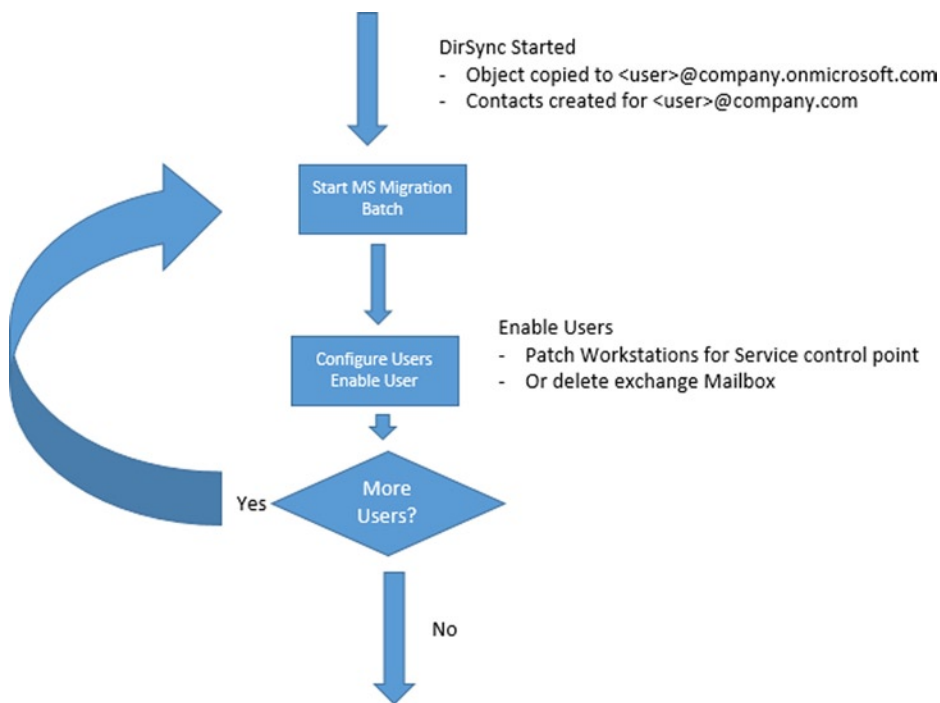 DirSync Started
- Object copied to <user>@company.onmicrosoft.com
- Contacts created for <user>@company.com
Start MS Migration
Batch
Configure Users
Enable User
Enable Users
- Patch Workstations for Service control point
- Or delete exchange Mailbox
More
Users?
Yes
No